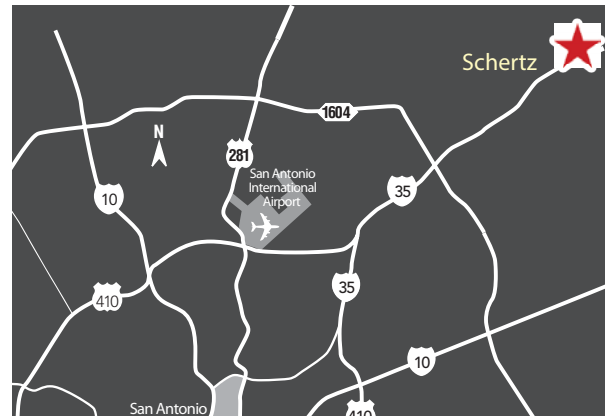 Schertz
1604
N
281
San Antonio
International
Airport
10
35
35
410
10
San Antonio
410